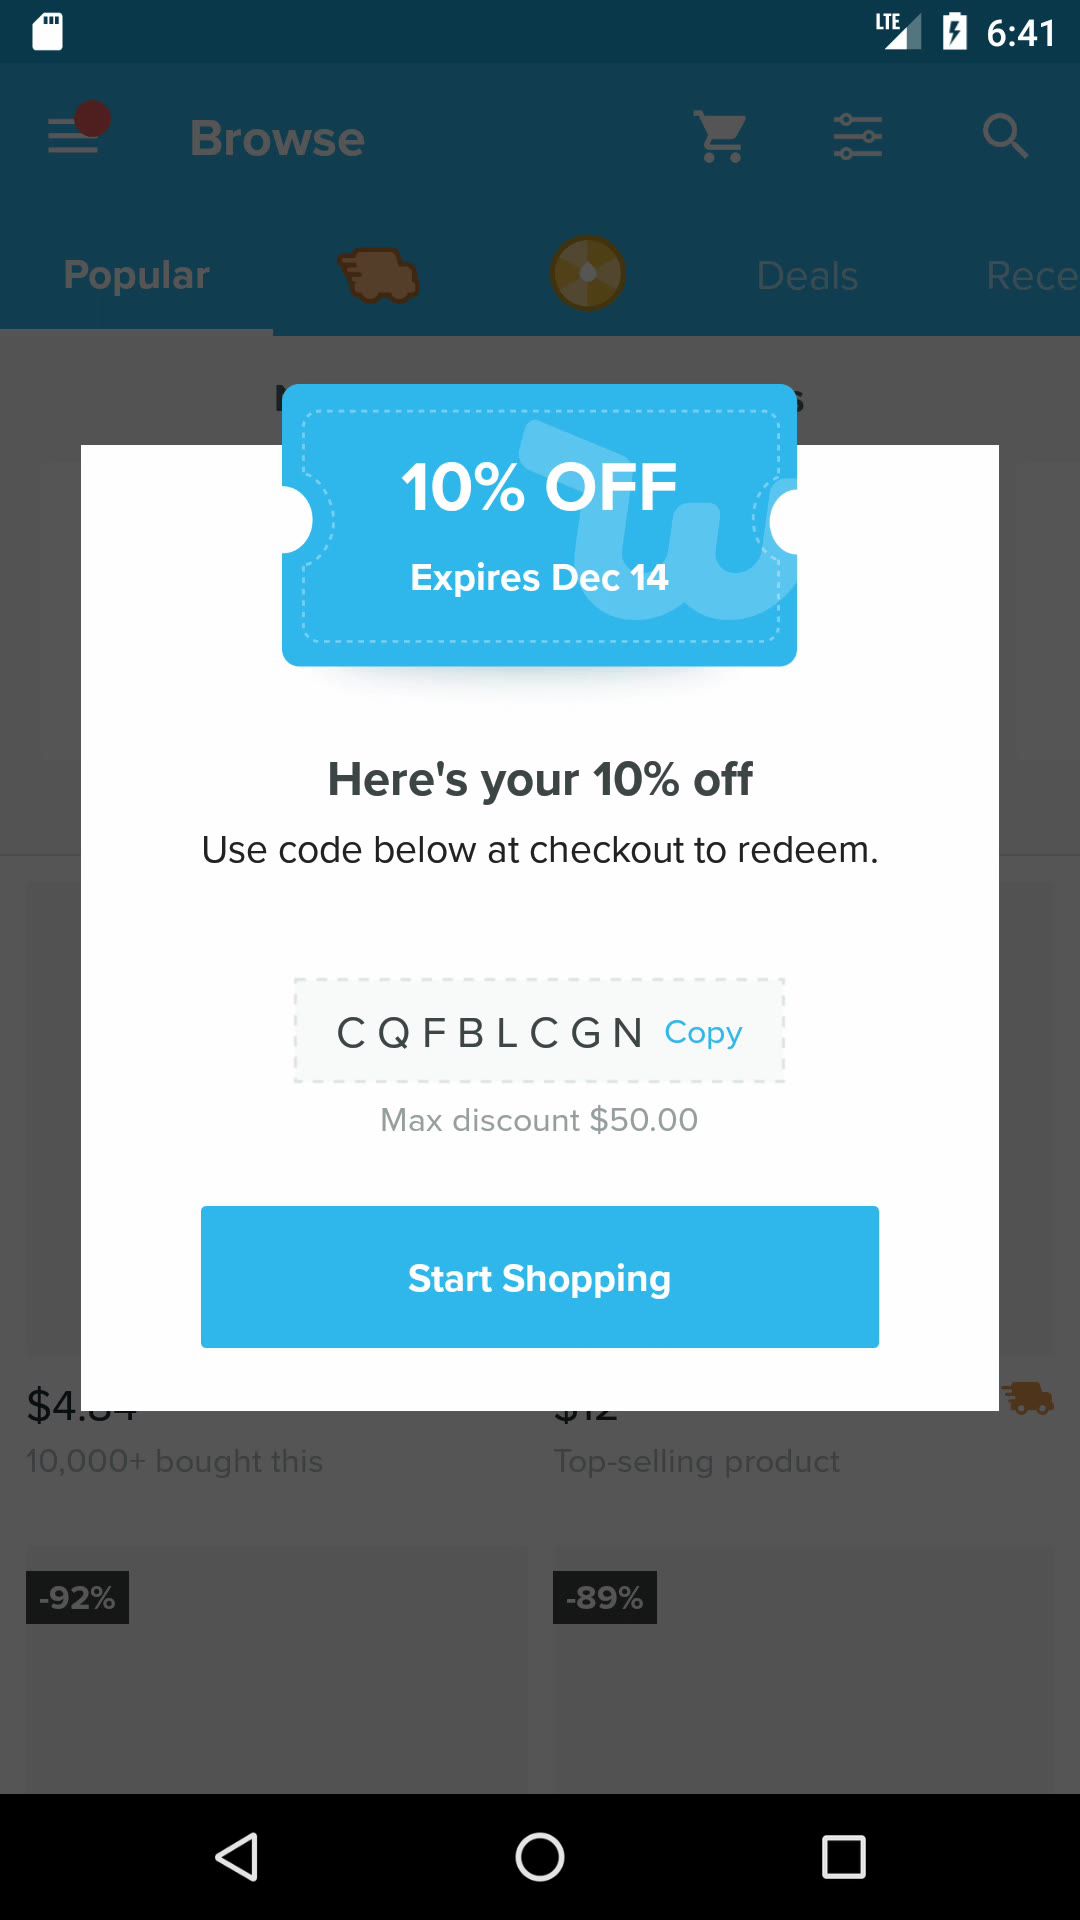 LTE 6:41
Browse
Popular Deals Rece
10% OFF
Expires Dec 14
Here's your 10% off
Use code below at checkout to redeem.
CQFBLCGN Copy
Max discount $50.00
Start Shopping
$4.84 $12
10,000+ bought this Top-selling product
-92% -89%